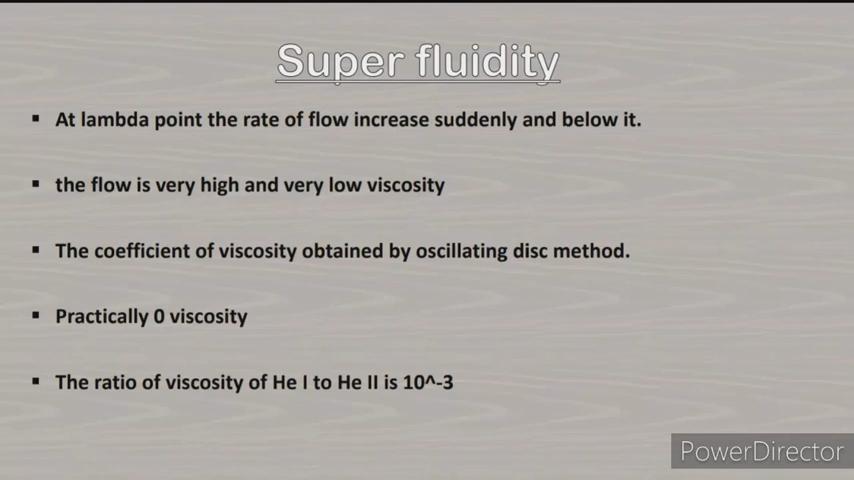 Super fluidity
▪ At lambda point the rate of flow increase suddenly and below it.
▪ the flow is very high and very low viscosity
▪ The coefficient of viscosity obtained by oscillating disc method.
▪ Practically 0 viscosity
▪ The ratio of viscosity of He I to He II is 10^-3
PowerDirector